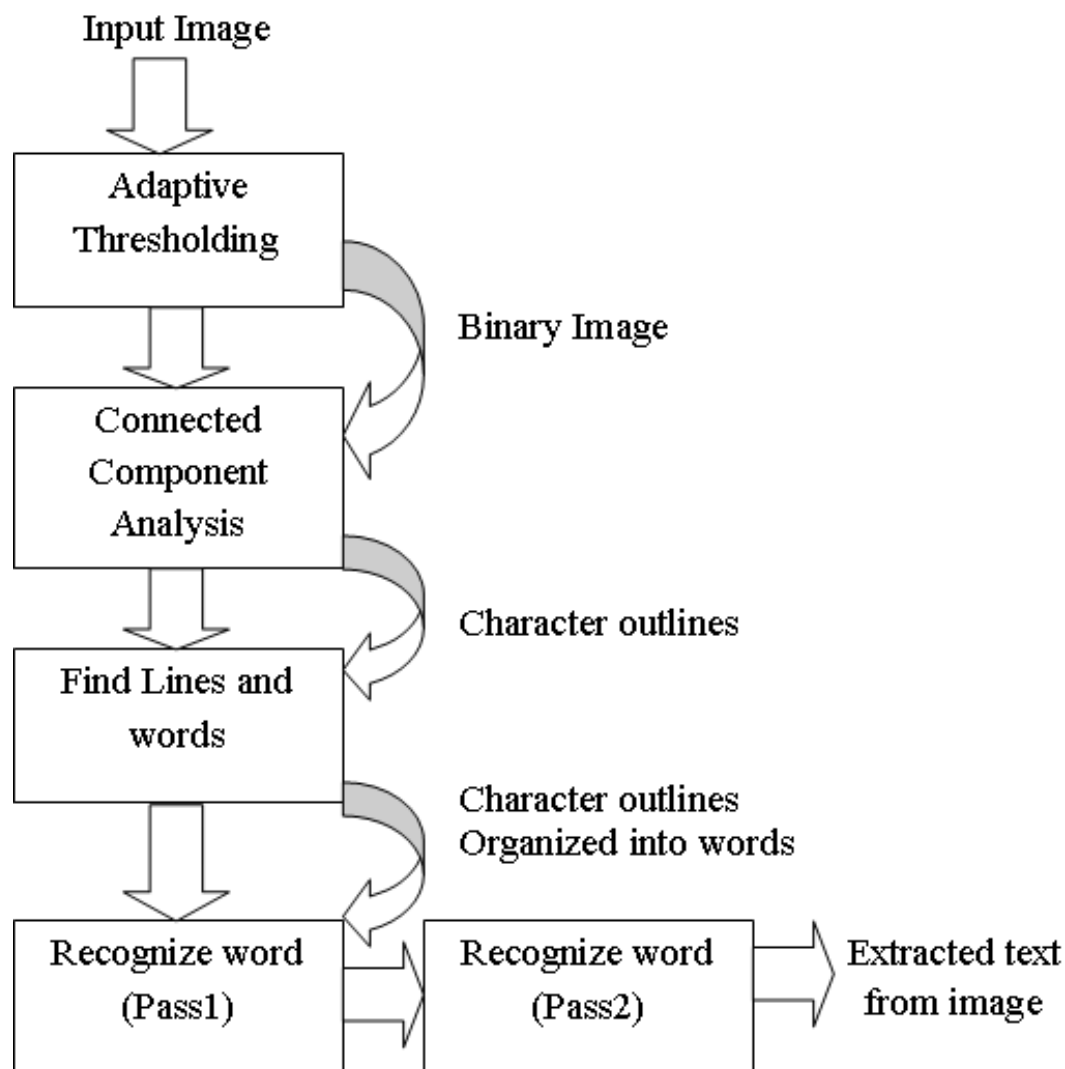 Input Image
Adaptive
Thresholding
Binary Image
Connected
Component
Analysis
Character outlines
Find Lines and
words
Character outlines
Organized into words
Recognize word
(Pass1)
Recognize word
(Pass2)
Extracted text
from image